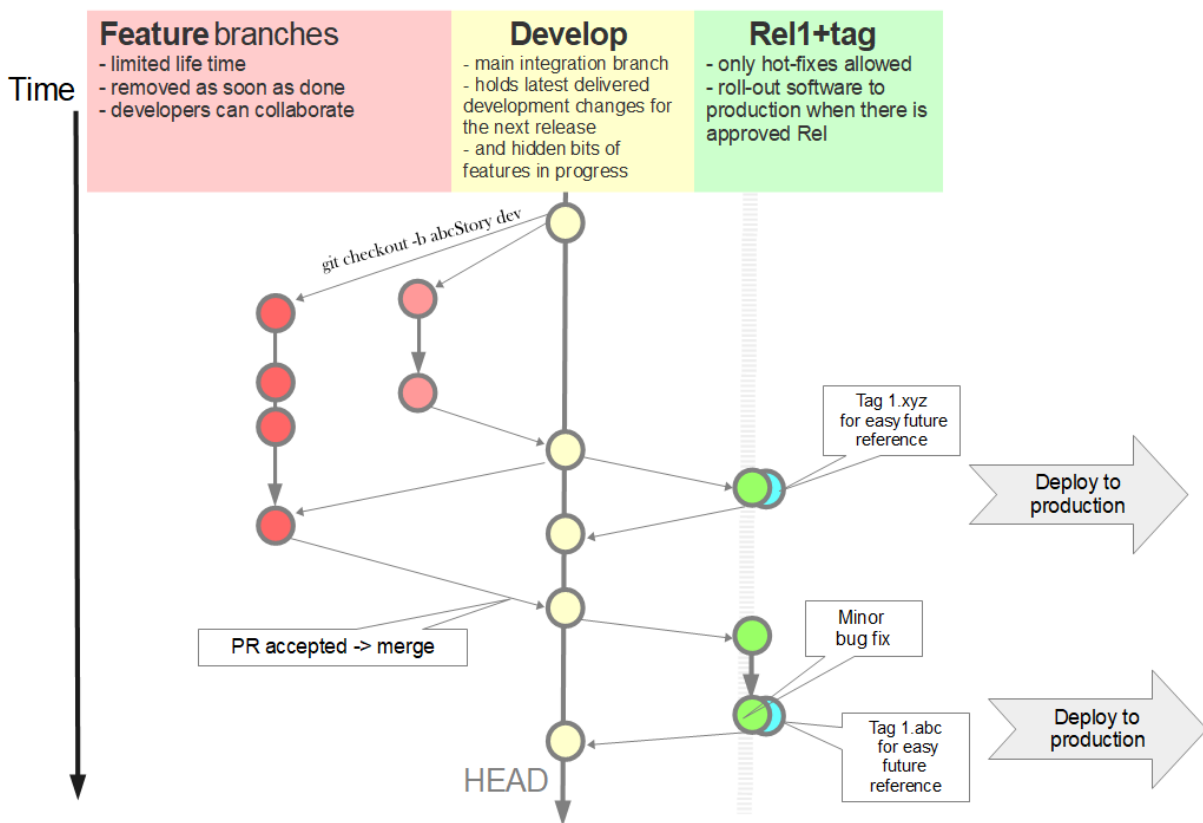 Feature branches
- limited life time
- removed as soon as done
- developers can collaborate
Develop
- main integration branch
- holds latest delivered
development changes for
the next release
- and hidden bits of
features in progress
Rel1+tag
- only hot-fixes allowed
- roll-out software to
production when there is
approved Rel
Time
git checkout -b abcStory dev
Tag 1.xyz
for easy future
reference
Deploy to
production
PR accepted -> merge
Minor
bug fix
Tag 1.abc
for easy
future
reference
Deploy to
production
HEAD